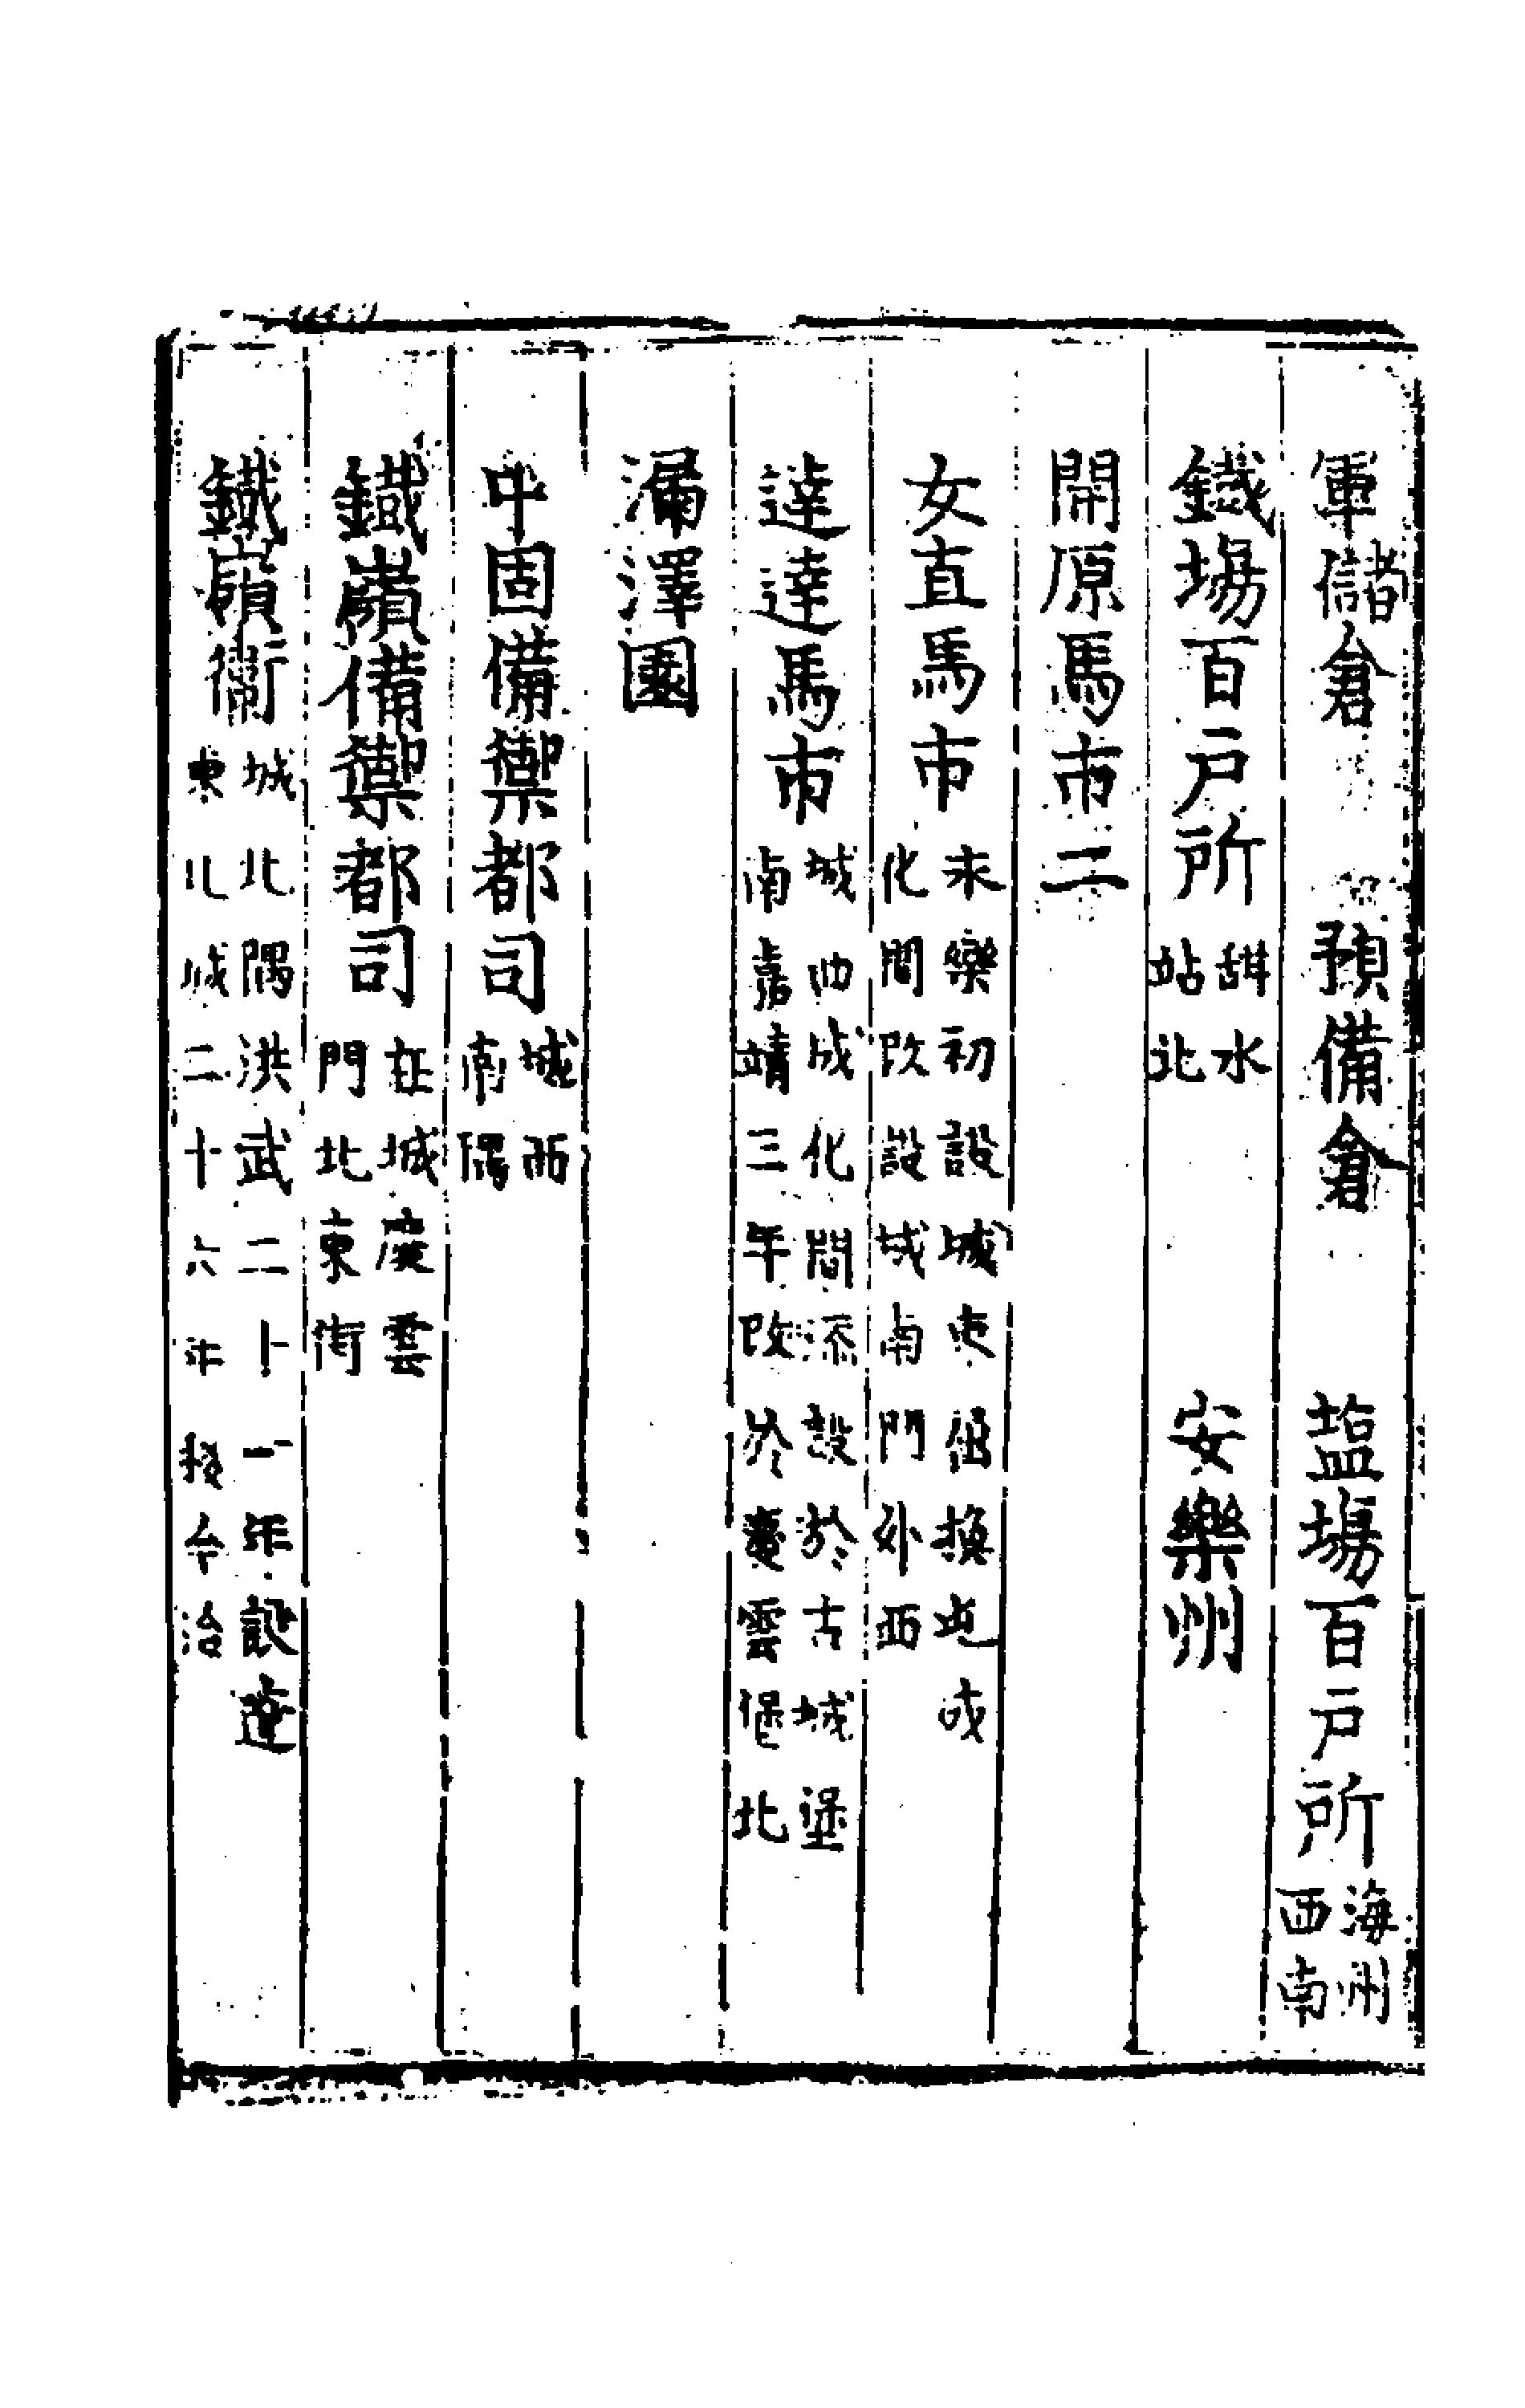 軍儲倉　預備倉　塩場百戶所海州西南
鐵場百戶所甜水站北　安樂州
開原馬市二
女直馬市永樂初設城東屈換屯成化間改設城南門外西
達達馬市城西成化間添設於古城堡南嘉靖三年改於慶雲堡北
漏澤園
中固備禦都司城西南隅
鐵嶺備禦都司在城慶雲門北東街
鐵嶺衛城北隅洪武二十一年設遼東北城二十六年移今治